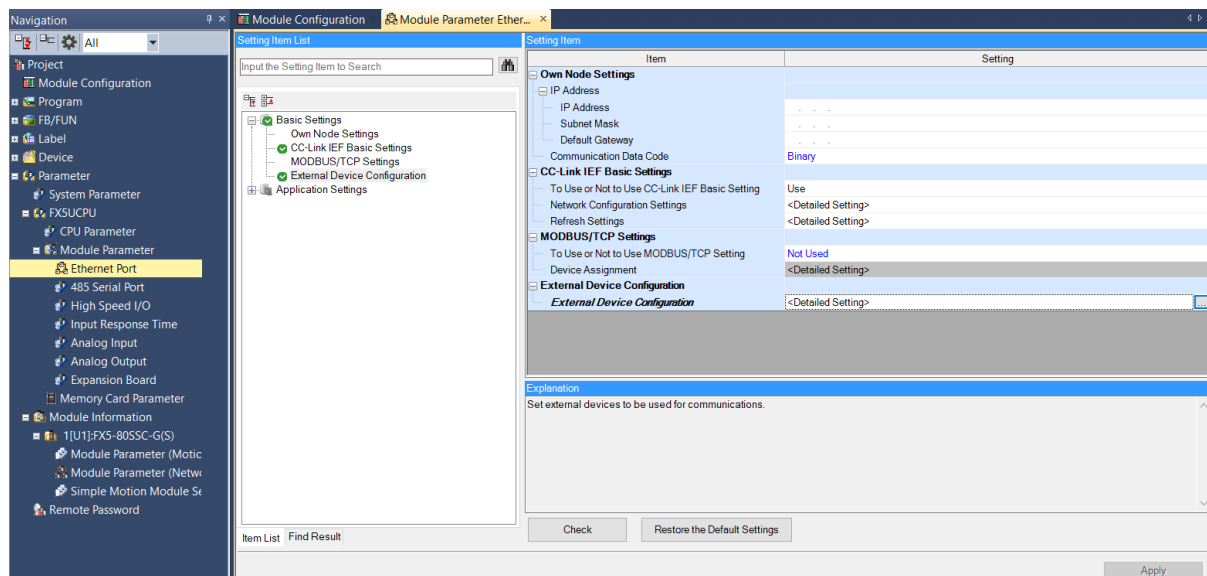 Navigation
All
Project
Module Configuration
Program
FB/FUN
Label
Device
Parameter
System Parameter
FX5UCPU
CPU Parameter
Module Parameter
Ethernet Port
485 Serial Port
High Speed I/O
Input Response Time
Analog Input
Analog Output
Expansion Board
Memory Card Parameter
Module Information
1[U1]:FX5-80SSC-G(S)
Module Parameter (Motic
Module Parameter (Netwo
Simple Motion Module Se
Remote Password
Module Configuration
Module Parameter Ether...
Setting Item List
Input the Setting Item to Search
Basic Settings
Own Node Settings
CC-Link IEF Basic Settings
MODBUS/TCP Settings
External Device Configuration
Application Settings
Item List Find Result
Setting Item
Item Setting
Own Node Settings
IP Address
IP Address . . .
Subnet Mask . . .
Default Gateway . . .
Communication Data Code Binary
CC-Link IEF Basic Settings
To Use or Not to Use CC-Link IEF Basic Setting Use
Network Configuration Settings <Detailed Setting>
Refresh Settings <Detailed Setting>
MODBUS/TCP Settings
To Use or Not to Use MODBUS/TCP Setting Not Used
Device Assignment <Detailed Setting>
External Device Configuration
External Device Configuration <Detailed Setting> ...
Explanation
Set external devices to be used for communications.
Check Restore the Default Settings
Apply